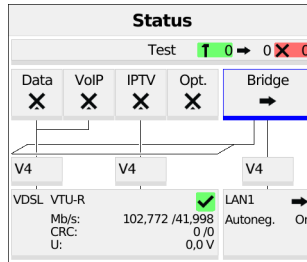 Status
Test 0 0 0
Data VoIP IPTV Opt. Bridge
V4 V4 V4
VDSL VTU-R LAN1
Mb/s: 102,772 /41,998 Autoneg.
CRC: 0 /0
U: 0,0 V